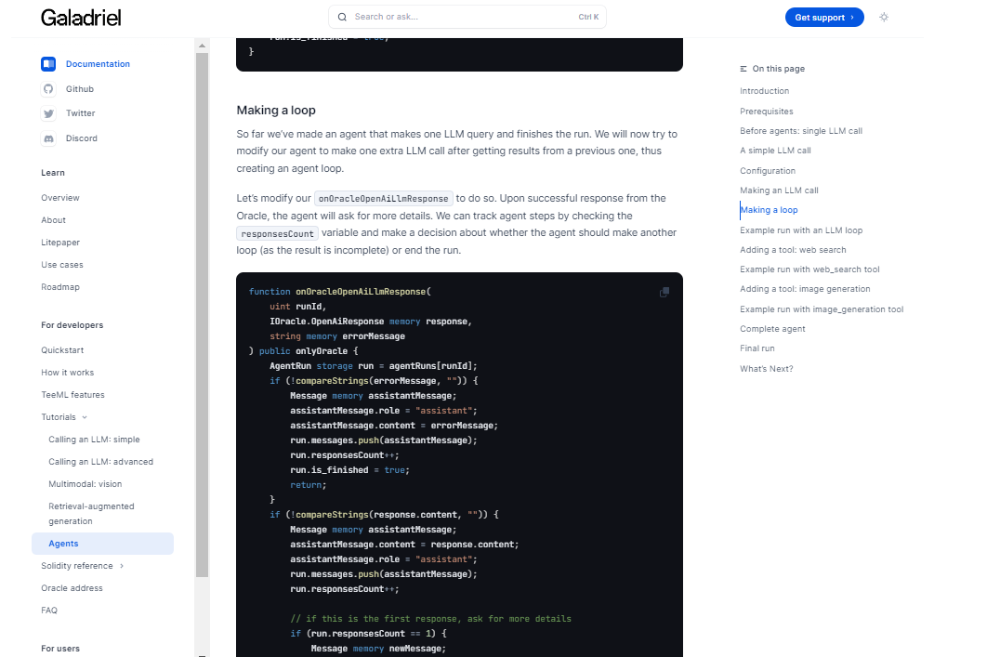 Galadriel
Search or ask...
Ctrl K
Get support ›
Documentation
Github
Twitter
Discord
Learn
Overview
About
Litepaper
Use cases
Roadmap
For developers
Quickstart
How it works
TeeML features
Tutorials
Calling an LLM: simple
Calling an LLM: advanced
Multimodal: vision
Retrieval-augmented
generation
Agents
Solidity reference
Oracle address
FAQ
For users
run.is_finished = true;
}
Making a loop
So far we’ve made an agent that makes one LLM query and finishes the run. We will now try to
modify our agent to make one extra LLM call after getting results from a previous one, thus
creating an agent loop.
Let’s modify our onOracleOpenAiLlmResponse to do so. Upon successful response from the
Oracle, the agent will ask for more details. We can track agent steps by checking the
responsesCount variable and make a decision about whether the agent should make another
loop (as the result is incomplete) or end the run.
function onOracleOpenAiLlmResponse(
uint runId,
IOracle.OpenAiResponse memory response,
string memory errorMessage
) public onlyOracle {
AgentRun storage run = agentRuns[runId];
if (!compareStrings(errorMessage, "")) {
Message memory assistantMessage;
assistantMessage.role = "assistant";
assistantMessage.content = errorMessage;
run.messages.push(assistantMessage);
run.responsesCount++;
run.is_finished = true;
return;
}
if (!compareStrings(response.content, "")) {
Message memory assistantMessage;
assistantMessage.content = response.content;
assistantMessage.role = "assistant";
run.messages.push(assistantMessage);
run.responsesCount++;
// if this is the first response, ask for more details
if (run.responsesCount == 1) {
Message memory newMessage;
On this page
Introduction
Prerequisites
Before agents: single LLM call
A simple LLM call
Configuration
Making an LLM call
Making a loop
Example run with an LLM loop
Adding a tool: web search
Example run with web_search tool
Adding a tool: image generation
Example run with image_generation tool
Complete agent
Final run
What’s Next?